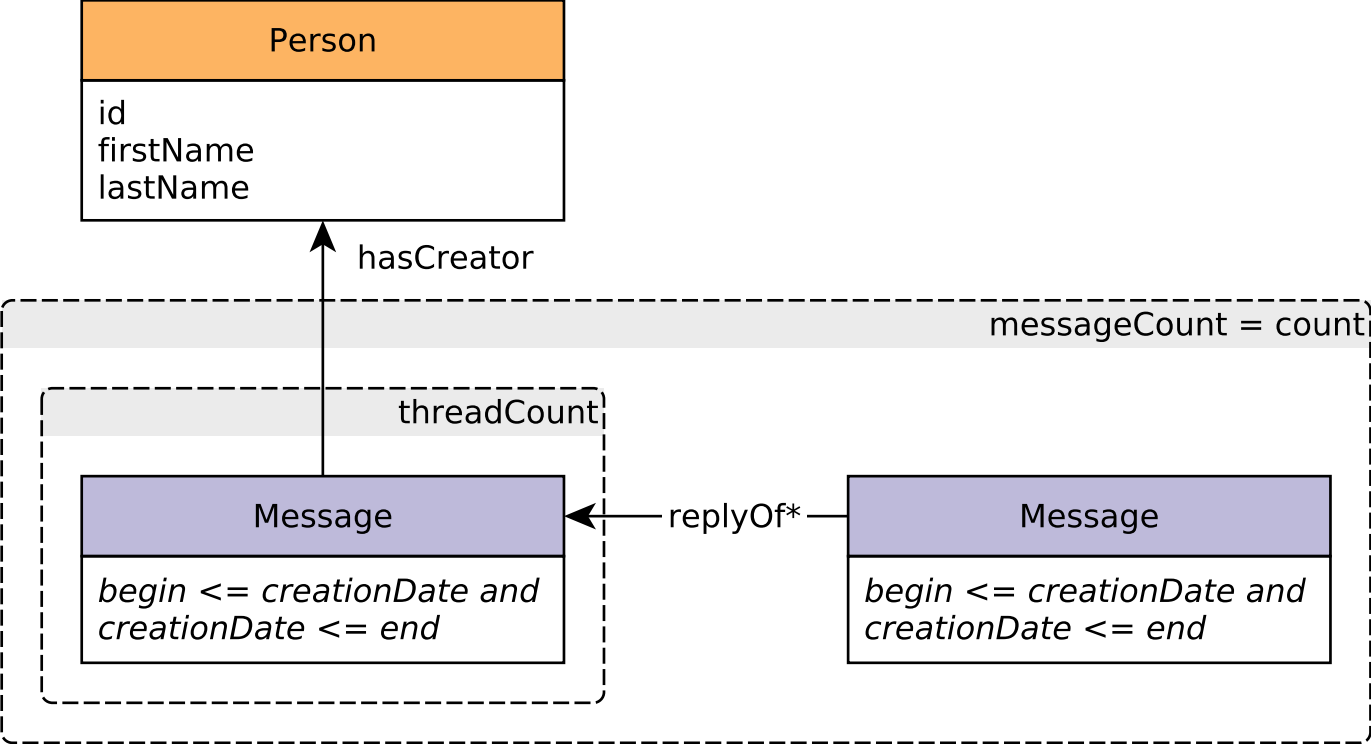 Person
id
firstName
lastName
hasCreator
messageCount = count
threadCount
Message
begin <= creationDate and
creationDate <= end
replyOf*
Message
begin <= creationDate and
creationDate <= end